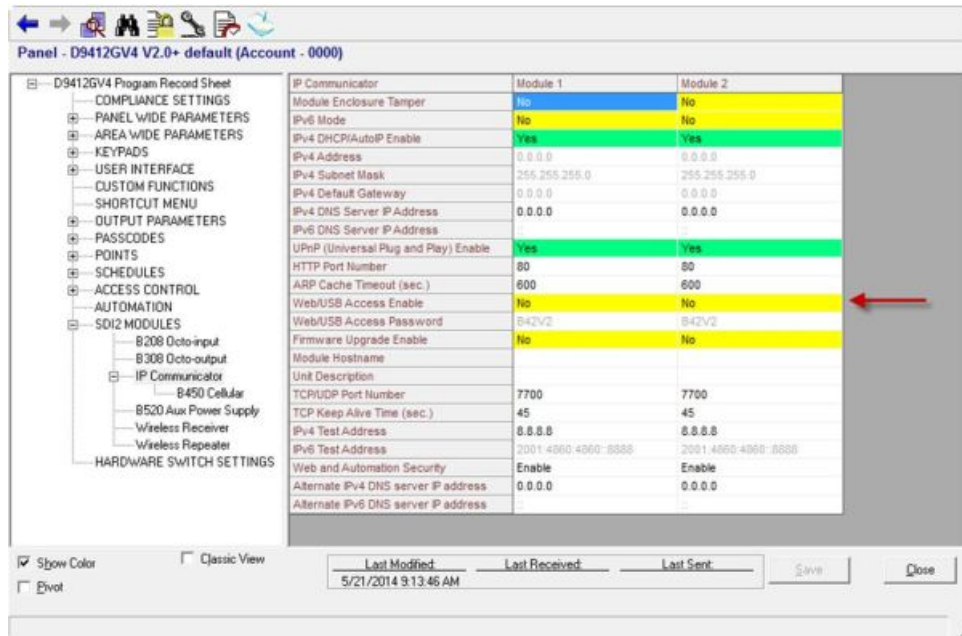 Panel - D9412GV4 V2.0+ default (Account - 0000)
D9412GV4 Program Record Sheet
COMPLIANCE SETTINGS
PANEL WIDE PARAMETERS
AREA WIDE PARAMETERS
KEYPADS
USER INTERFACE
CUSTOM FUNCTIONS
SHORTCUT MENU
OUTPUT PARAMETERS
PASSCODES
POINTS
SCHEDULES
ACCESS CONTROL
AUTOMATION
SDI2 MODULES
B208 Octo-input
B308 Octo-output
IP Communicator
B450 Cellular
B520 Aux Power Supply
Wireless Receiver
Wireless Repeater
HARDWARE SWITCH SETTINGS
IP Communicator Module 1 Module 2
Module Enclosure Tamper No No
IPv6 Mode No No
IPv4 DHCP/AutoIP Enable Yes Yes
IPv4 Address 0.0.0.0 0.0.0.0
IPv4 Subnet Mask 255.255.255.0 255.255.255.0
IPv4 Default Gateway 0.0.0.0 0.0.0.0
IPv4 DNS Server IP Address 0.0.0.0 0.0.0.0
IPv6 DNS Server IP Address :: ::
UPnP (Universal Plug and Play) Enable Yes Yes
HTTP Port Number 80 80
ARP Cache Timeout (sec.) 600 600
Web/USB Access Enable No No
Web/USB Access Password B42V2 B42V2
Firmware Upgrade Enable No No
Module Hostname
Unit Description
TCP/UDP Port Number 7700 7700
TCP Keep Alive Time (sec.) 45 45
IPv4 Test Address 8.8.8.8 8.8.8.8
IPv6 Test Address 2001:4860:4860::8888 2001:4860:4860::8888
Web and Automation Security Enable Enable
Alternate IPv4 DNS server IP address 0.0.0.0 0.0.0.0
Alternate IPv6 DNS server IP address :: ::
Show Color Classic View
Pivot
Last Modified: Last Received: Last Sent:
5/21/2014 9:13:46 AM
Save Close